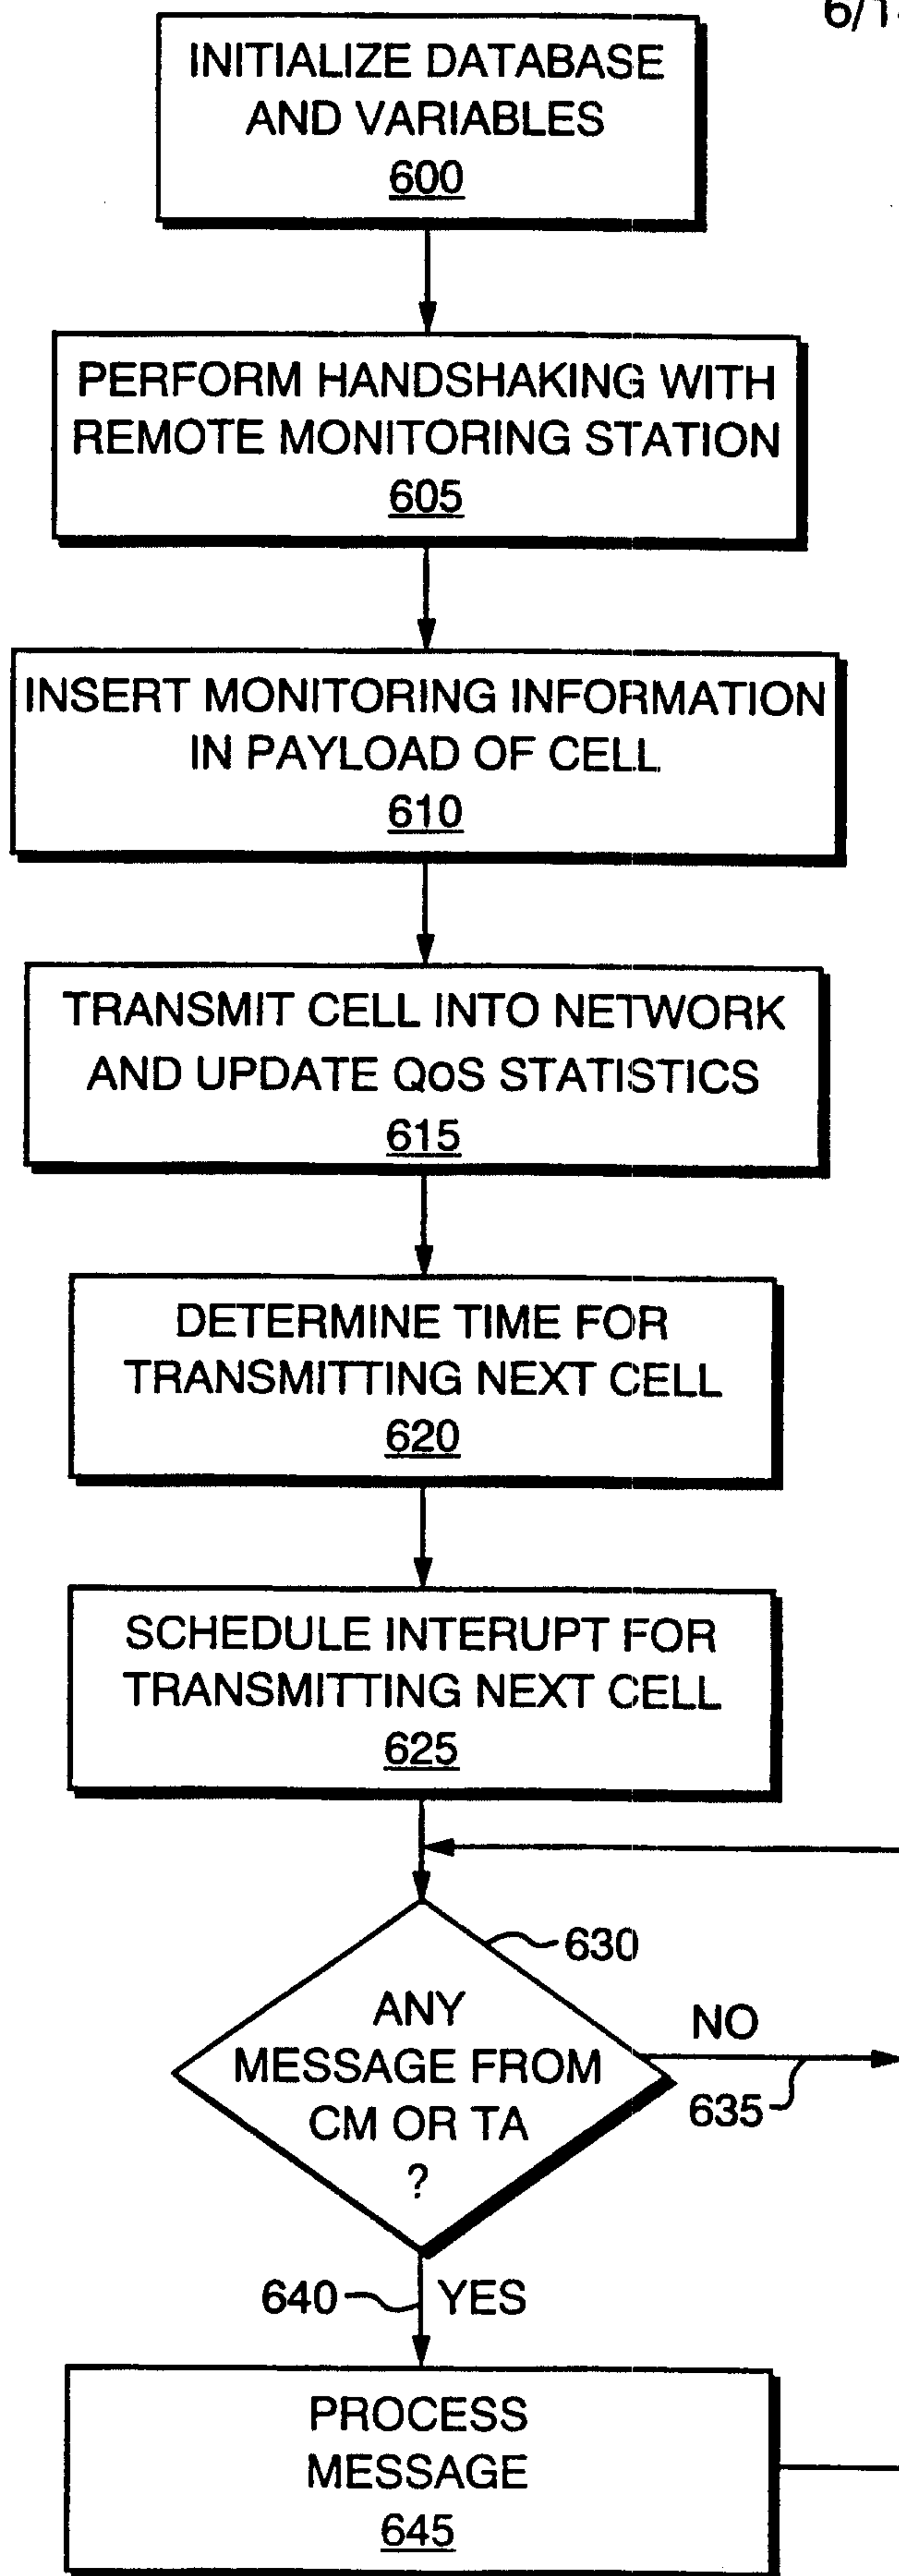 INITIALIZE DATABASE
AND VARIABLES
600
PERFORM HANDSHAKING WITH
REMOTE MONITORING STATION
605
INSERT MONITORING INFORMATION
IN PAYLOAD OF CELL
610
TRANSMIT CELL INTO NETWORK
AND UPDATE QoS STATISTICS
615
DETERMINE TIME FOR
TRANSMITTING NEXT CELL
620
SCHEDULE INTERUPT FOR
TRANSMITTING NEXT CELL
625
630
ANY
MESSAGE FROM
CM OR TA
?
NO
635
640
YES
PROCESS
MESSAGE
645